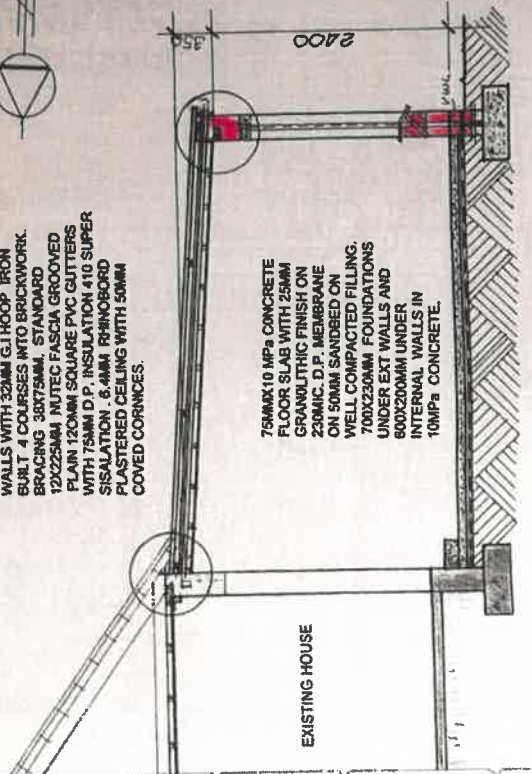 WALLS WITH 32MM G.I HOOP IRON
BUILT 4 COURSES INTO BRICKWORK.
BRACING 38X75MM. STANDARD
12X225MM NUTEC FASCIA GROOVED
PLAIN 120MM SQUARE PVC GUTTERS
WITH 75MM D.P. INSULATION 410 SUPER
SISALATION . 6.4MM RHINOBORD
PLASTERED CEILING WITH 50MM
COVED CORNICES.
350
2400
75MMX10 MPa CONCRETE
FLOOR SLAB WITH 25MM
GRANOLITHIC FINISH ON
230MIC. D.P. MEMBRANE
ON 50MM SANDBED ON
WELL COMPACTED FILLING.
700X230MM FOUNDATIONS
UNDER EXT WALLS AND
600X200MM UNDER
INTERNAL WALLS IN
10MPa CONCRETE.
EXISTING HOUSE